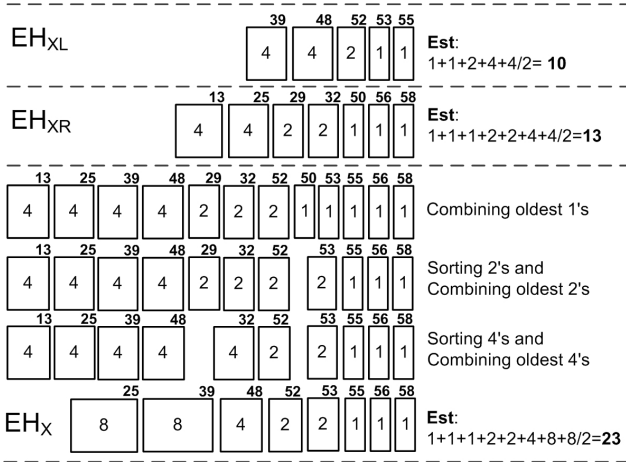 39 48 52 53 55
EHXL
4 4 2 1 1
Est:
1+1+2+4+4/2= 10
13 25 29 32 50 56 58
EHXR
4 4 2 2 1 1 1
Est:
1+1+1+2+2+4+4/2=13
13 25 39 48 29 32 52 50 53 55 56 58
4 4 4 4 2 2 2 1 1 1 1 1
Combining oldest 1's
13 25 39 48 29 32 52 53 55 56 58
4 4 4 4 2 2 2 2 1 1 1
Sorting 2's and
Combining oldest 2's
13 25 39 48 32 52 53 55 56 58
4 4 4 4 4 2 2 1 1 1
Sorting 4's and
Combining oldest 4's
25 39 48 52 53 55 56 58
EHX
8 8 4 2 2 1 1 1
Est:
1+1+1+2+2+4+8+8/2=23